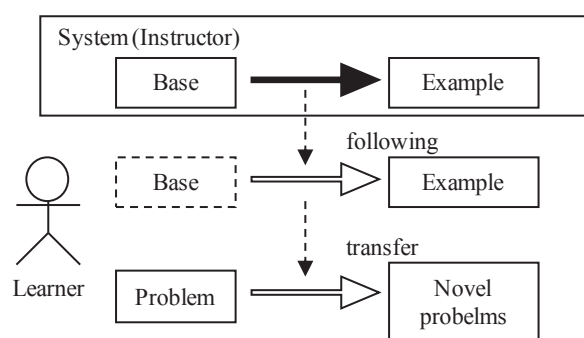 System (Instructor)
Base
Example
following
Base
Example
transfer
Learner
Problem
Novel
probelms